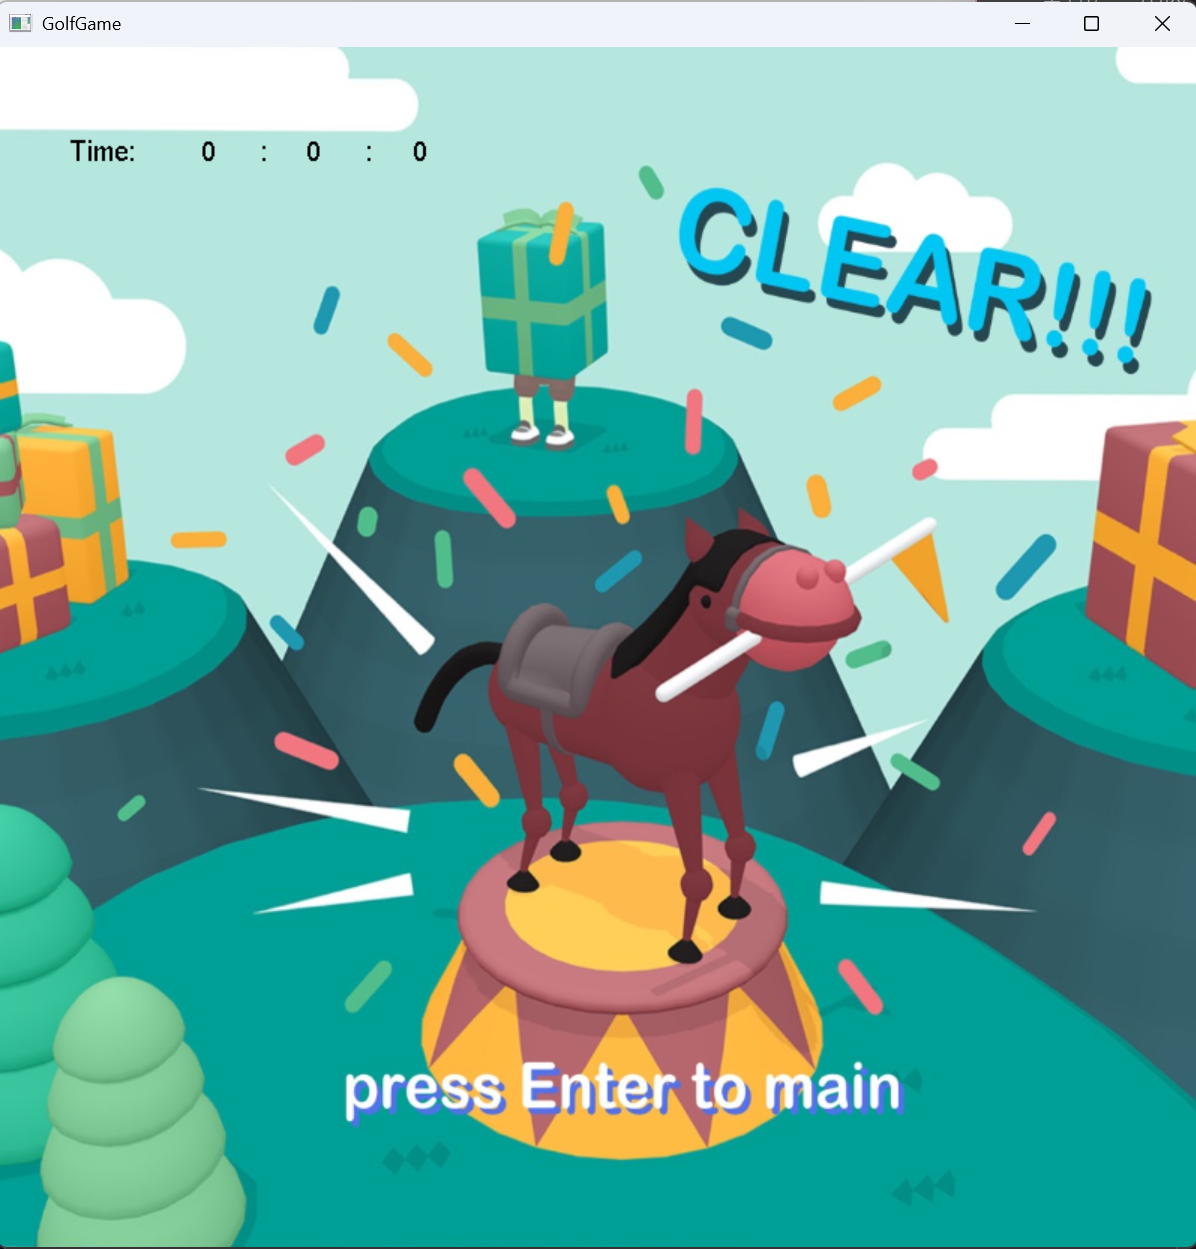 GolfGame
Time: 0 : 0 : 0
CLEAR!!!
press Enter to main